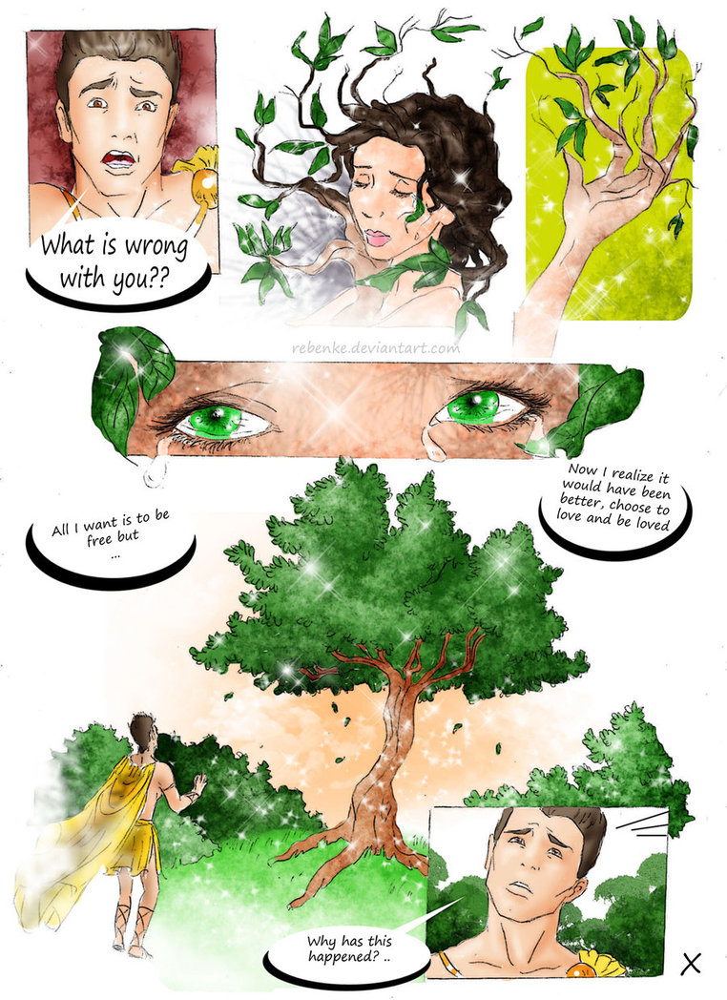 What is wrong
with you??
rebenke.deviantart.com
All I want is to be
free but
...
Now I realize it
would have been
better, choose to
love and be loved
Why has this
happened? ..
X